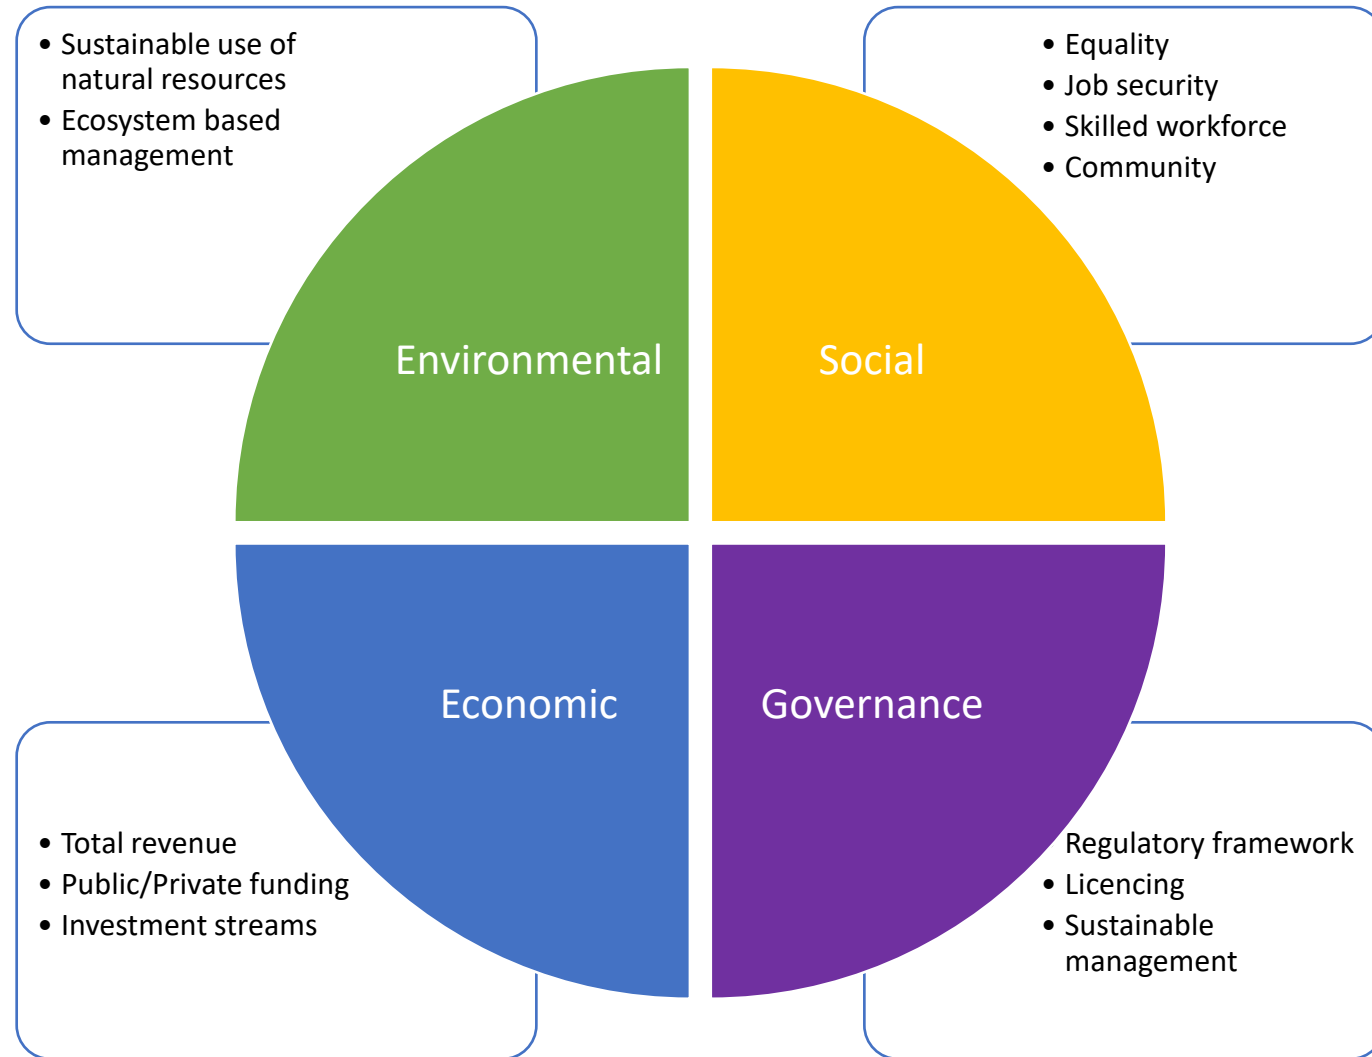 • Sustainable use of
natural resources
• Ecosystem based
management
• Equality
• Job security
• Skilled workforce
• Community
Environmental
Social
Economic
Governance
• Total revenue
• Public/Private funding
• Investment streams
Regulatory framework
• Licencing
• Sustainable
management